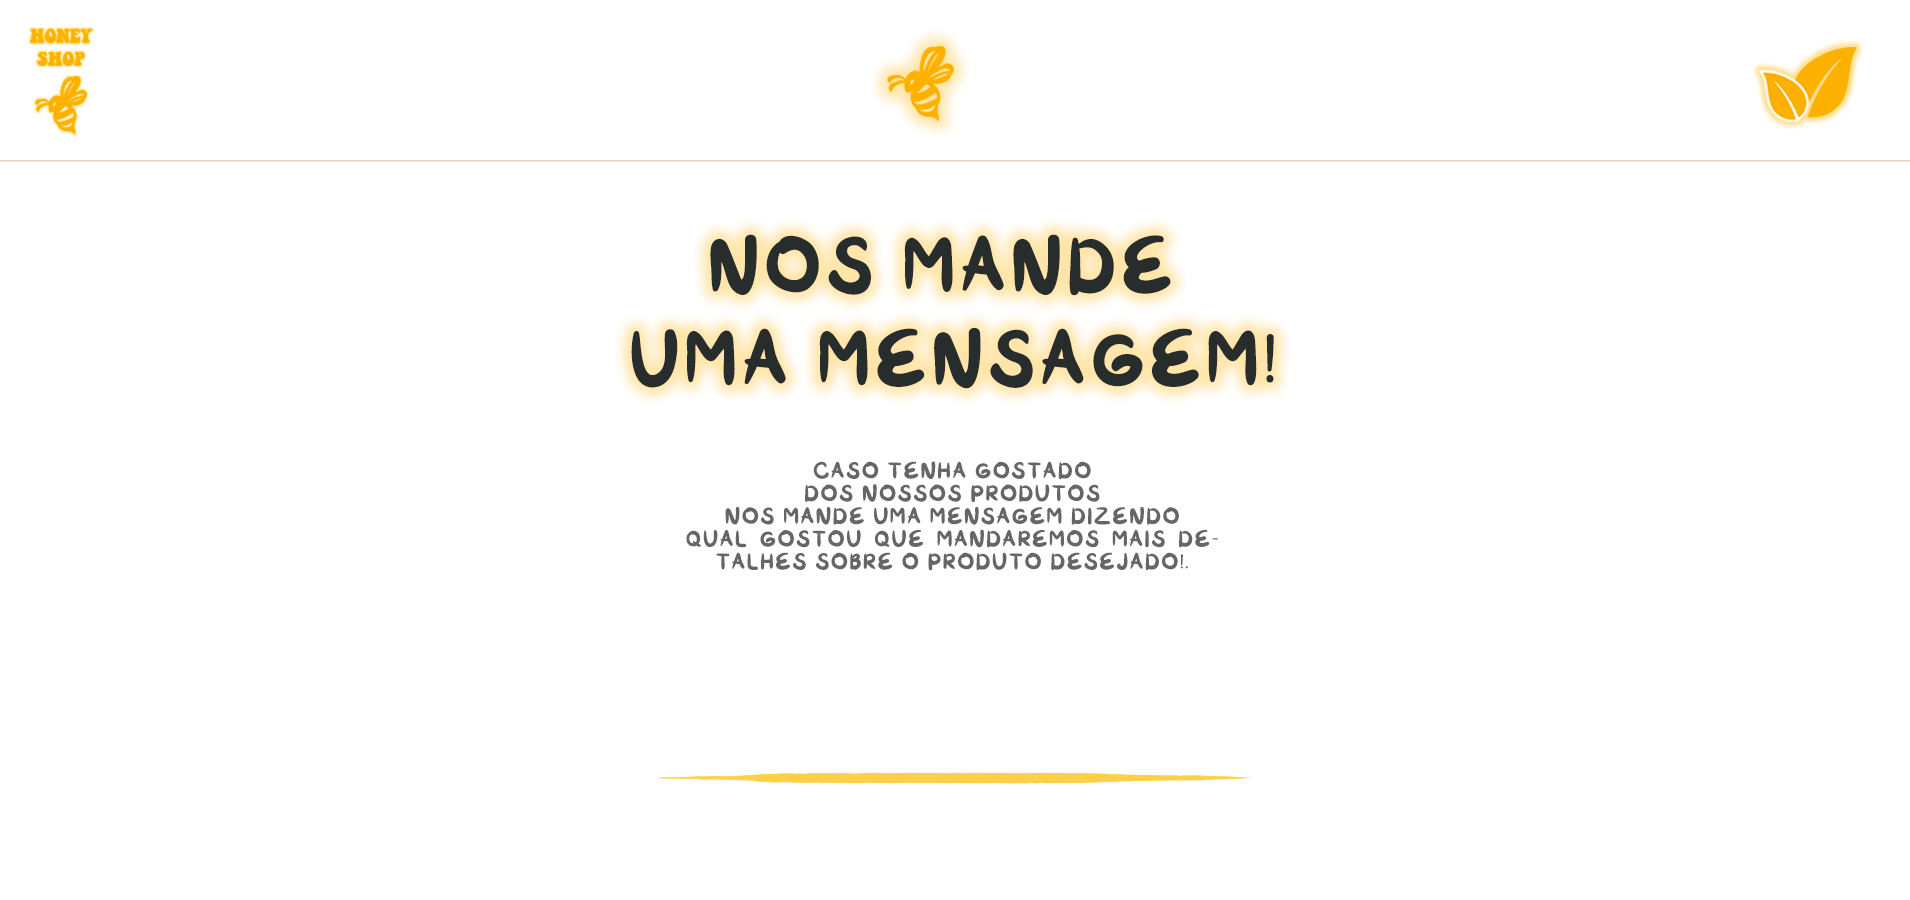 HONEY
SHOP
NOS MANDE
UMA MENSAGEM!
CASO TENHA GOSTADO
DOS NOSSOS PRODUTOS
NOS MANDE UMA MENSAGEM DIZENDO
QUAL GOSTOU QUE MANDAREMOS MAIS DE-
TALHES SOBRE O PRODUTO DESEJADO!.